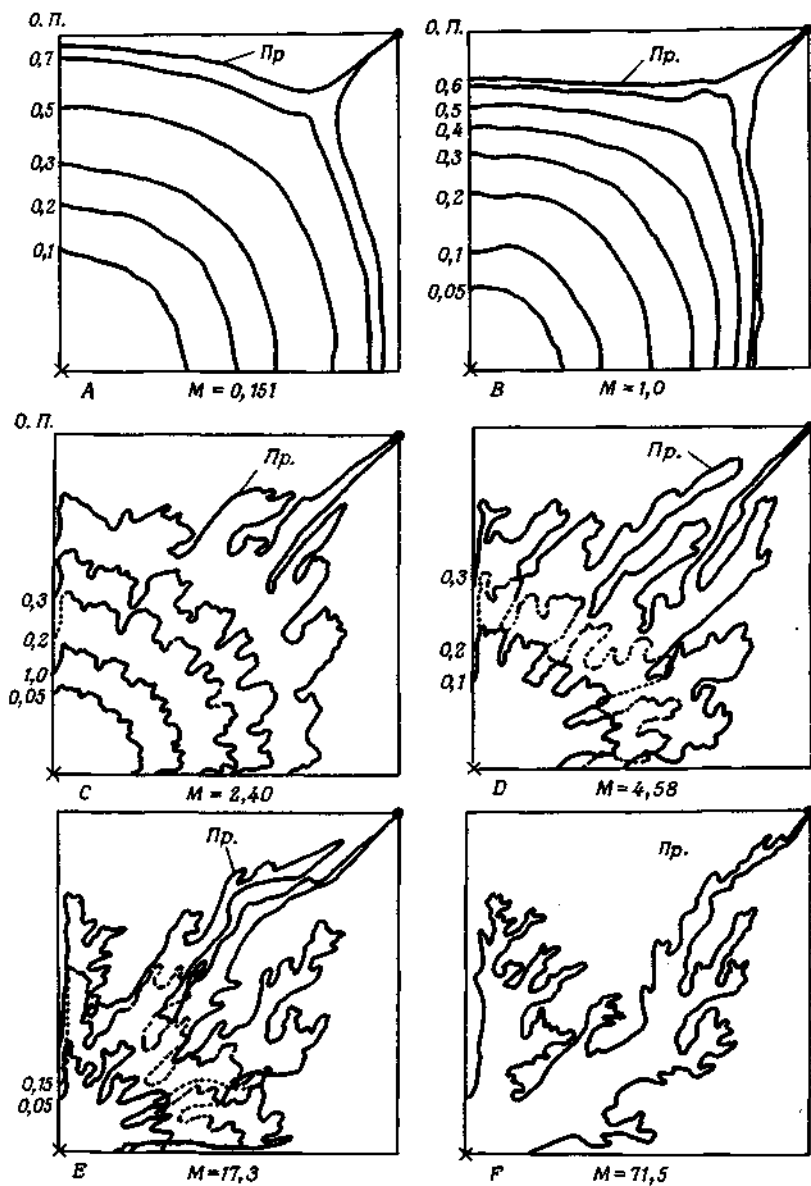 О. П.
0,7
0,5
0,3
0,2
0,1
Пр
A
M = 0,151
О. П.
0,6
0,5
0,4
0,3
0,2
0,1
0,05
Пр.
B
M = 1,0
О. П.
0,3
0,2
1,0
0,05
Пр.
C
M = 2,40
0,3
0,2
0,1
Пр.
D
M = 4,58
0,15
0,05
Пр.
E
M = 17,3
Пр.
F
M = 71,5